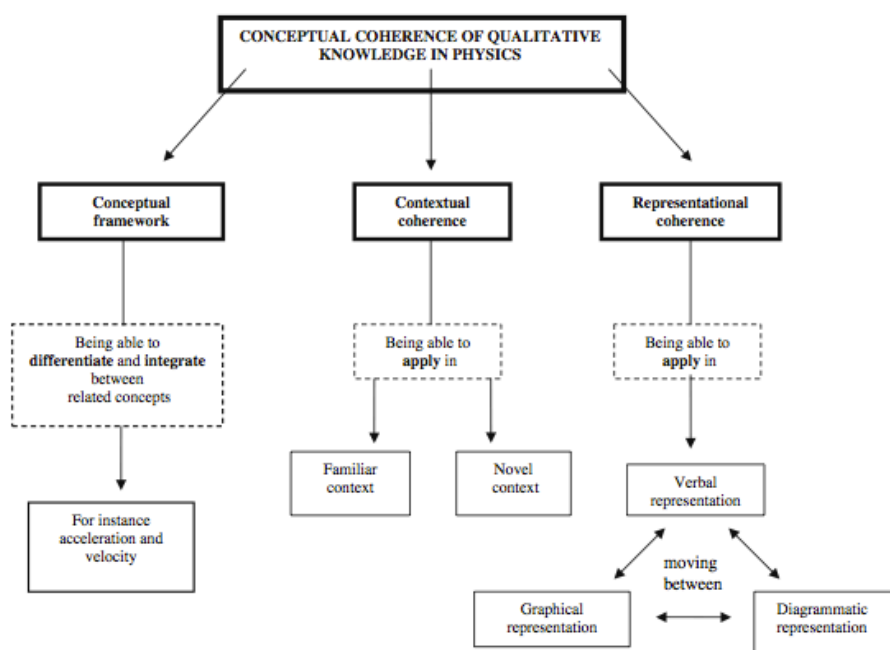 CONCEPTUAL COHERENCE OF QUALITATIVE
KNOWLEDGE IN PHYSICS
Conceptual
framework
Contextual
coherence
Representational
coherence
Being able to
differentiate and integrate
between
related concepts
Being able to
apply in
Being able to
apply in
Familiar
context
Novel
context
Verbal
representation
For instance
acceleration and
velocity
moving
between
Graphical
representation
Diagrammatic
representation